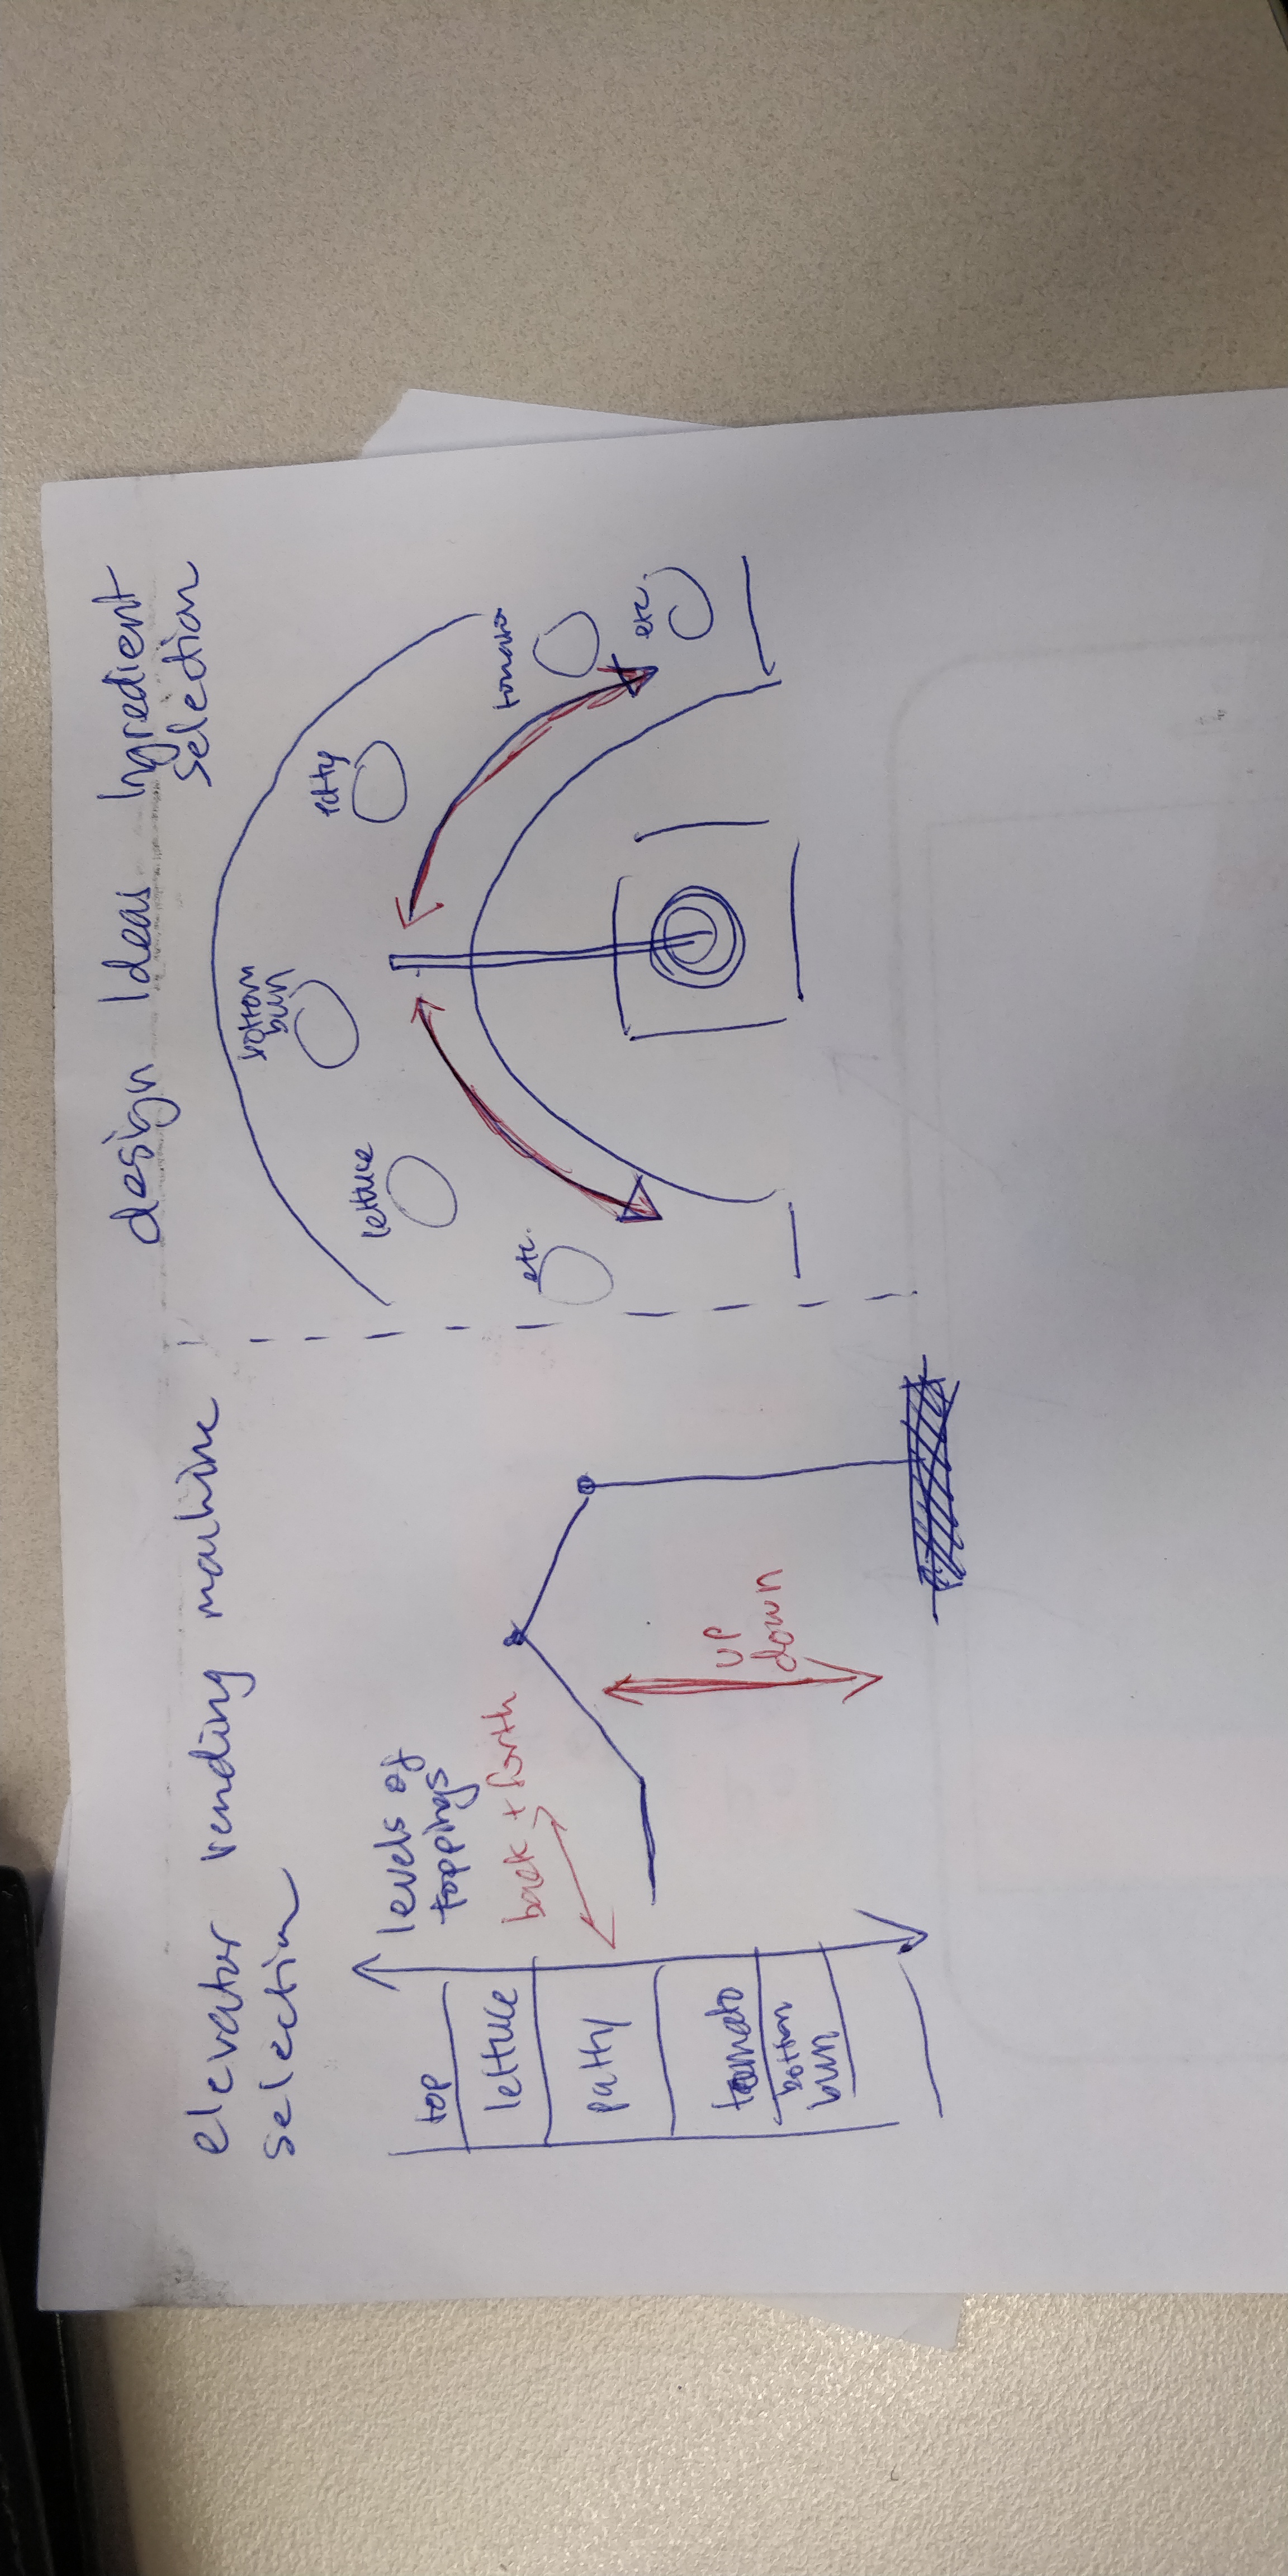 elevator vending machine
selection
levels of
toppings
back + forth
up
down
top
lettuce
patty
tomato
bottom
bun
design Ideas Ingredient
selection
etc.
lettuce
bottom
bun
patty
tomato
etc.